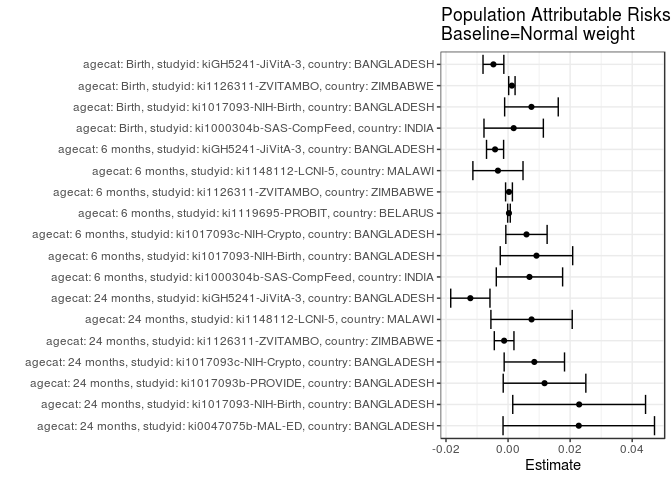 Population Attributable Risks
Baseline=Normal weight
agecat: Birth, studyid: kiGH5241-JiVitA-3, country: BANGLADESH
agecat: Birth, studyid: ki1126311-ZVITAMBO, country: ZIMBABWE
agecat: Birth, studyid: ki1017093-NIH-Birth, country: BANGLADESH
agecat: Birth, studyid: ki1000304b-SAS-CompFeed, country: INDIA
agecat: 6 months, studyid: kiGH5241-JiVitA-3, country: BANGLADESH
agecat: 6 months, studyid: ki1148112-LCNI-5, country: MALAWI
agecat: 6 months, studyid: ki1126311-ZVITAMBO, country: ZIMBABWE
agecat: 6 months, studyid: ki1119695-PROBIT, country: BELARUS
agecat: 6 months, studyid: ki1017093c-NIH-Crypto, country: BANGLADESH
agecat: 6 months, studyid: ki1017093-NIH-Birth, country: BANGLADESH
agecat: 6 months, studyid: ki1000304b-SAS-CompFeed, country: INDIA
agecat: 24 months, studyid: kiGH5241-JiVitA-3, country: BANGLADESH
agecat: 24 months, studyid: ki1148112-LCNI-5, country: MALAWI
agecat: 24 months, studyid: ki1126311-ZVITAMBO, country: ZIMBABWE
agecat: 24 months, studyid: ki1017093c-NIH-Crypto, country: BANGLADESH
agecat: 24 months, studyid: ki1017093b-PROVIDE, country: BANGLADESH
agecat: 24 months, studyid: ki1017093-NIH-Birth, country: BANGLADESH
agecat: 24 months, studyid: ki0047075b-MAL-ED, country: BANGLADESH
-0.02 0.00 0.02 0.04
Estimate